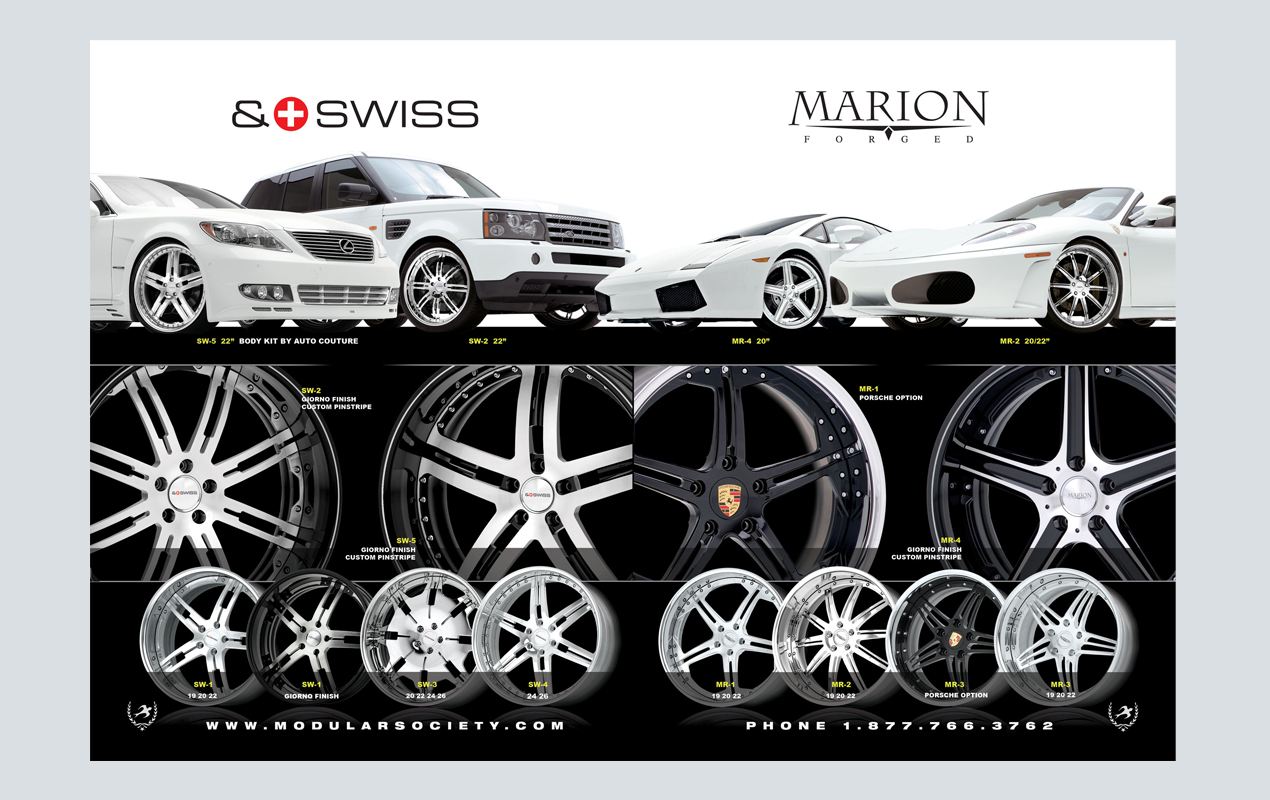 & SWISS
MARION
FORGED
SW-5 22" BODY KIT BY AUTO COUTURE
SW-2 22"
MR-4 20"
MR-2 20/22"
SW-2
GIORNO FINISH
CUSTOM PINSTRIPE
MR-1
PORSCHE OPTION
&SWISS
&SWISS
MARION
SW-5
GIORNO FINISH
CUSTOM PINSTRIPE
MR-4
GIORNO FINISH
CUSTOM PINSTRIPE
SW-1
19 20 22
SW-1
GIORNO FINISH
SW-3
20 22 24 26
SW-4
24 26
MR-1
19 20 22
MR-2
19 20 22
MR-3
PORSCHE OPTION
MR-3
19 20 22
WWW.MODULARSOCIETY.COM
PHONE 1.877.766.3762